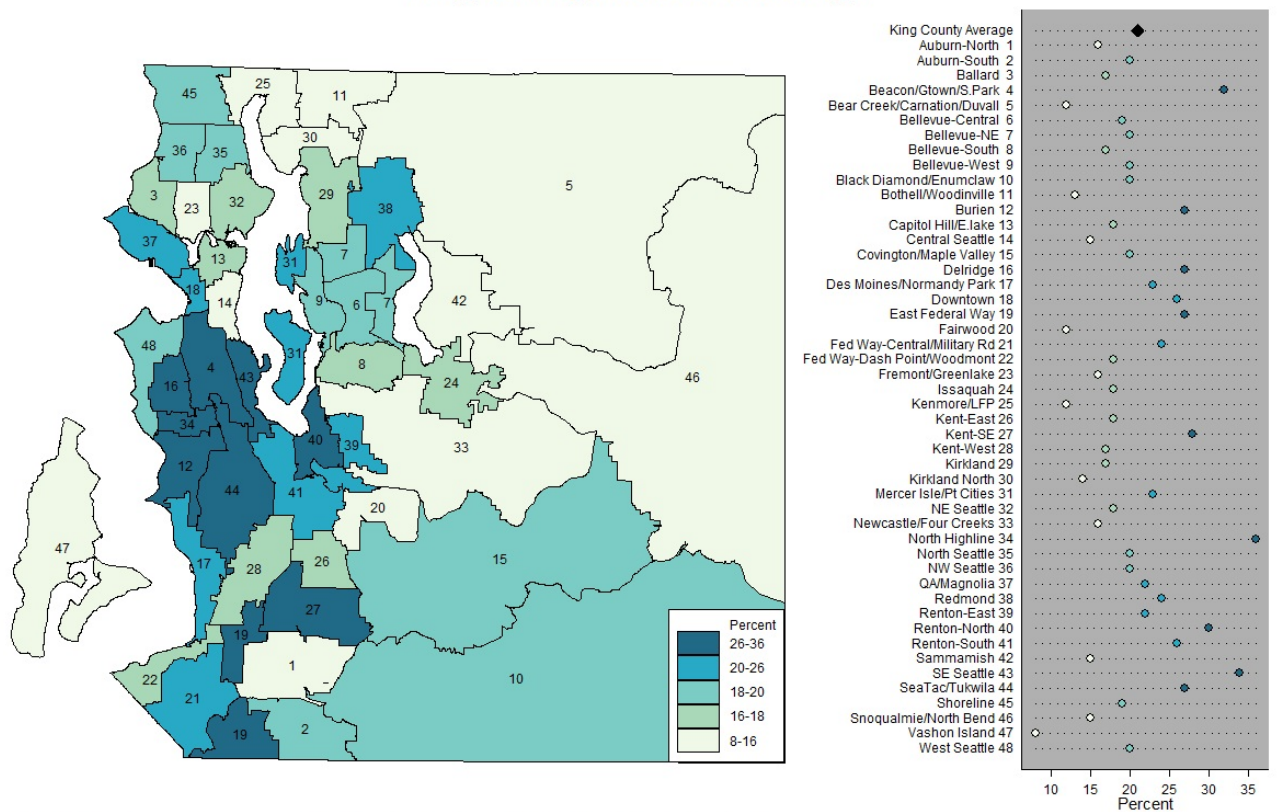 45
25
11
30
36
35
5
3
23
32
29
38
37
13
31
7
18
14
9
6
7
42
48
4
43
31
8
24
46
16
34
40
39
33
12
44
41
20
47
17
28
26
15
27
19
1
22
21
10
19
2
Percent
26-36
20-26
18-20
16-18
8-16
King County Average
Auburn-North 1
Auburn-South 2
Ballard 3
Beacon/Gtown/S.Park 4
Bear Creek/Carnation/Duvall 5
Bellevue-Central 6
Bellevue-NE 7
Bellevue-South 8
Bellevue-West 9
Black Diamond/Enumclaw 10
Bothell/Woodinville 11
Burien 12
Capitol Hill/E.lake 13
Central Seattle 14
Covington/Maple Valley 15
Delridge 16
Des Moines/Normandy Park 17
Downtown 18
East Federal Way 19
Fairwood 20
Fed Way-Central/Military Rd 21
Fed Way-Dash Point/Woodmont 22
Fremont/Greenlake 23
Issaquah 24
Kenmore/LFP 25
Kent-East 26
Kent-SE 27
Kent-West 28
Kirkland 29
Kirkland North 30
Mercer Isle/Pt Cities 31
NE Seattle 32
Newcastle/Four Creeks 33
North Highline 34
North Seattle 35
NW Seattle 36
QA/Magnolia 37
Redmond 38
Renton-East 39
Renton-North 40
Renton-South 41
Sammamish 42
SE Seattle 43
SeaTac/Tukwila 44
Shoreline 45
Snoqualmie/North Bend 46
Vashon Island 47
West Seattle 48
10 15 20 25 30 35
Percent